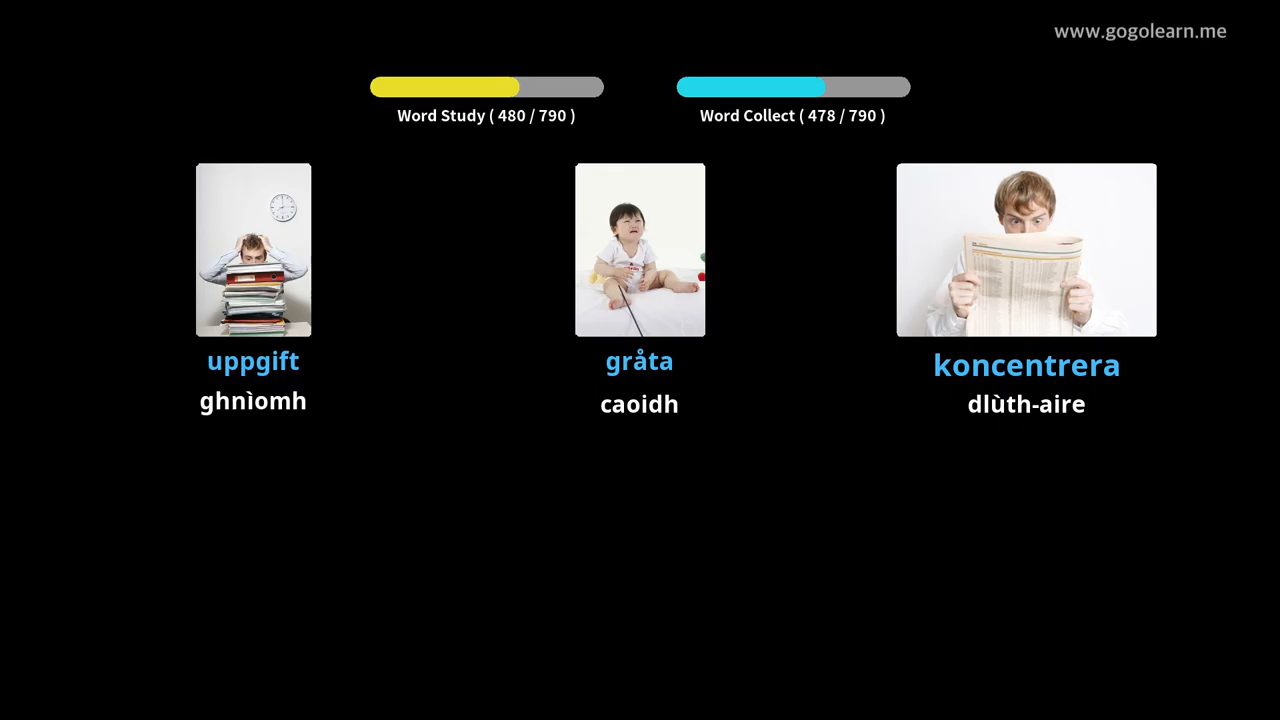 www.gogolearn.me
Word Study ( 480 / 790 )
Word Collect ( 478 / 790 )
uppgift
ghnìomh
gråta
caoidh
koncentrera
dlùth-aire